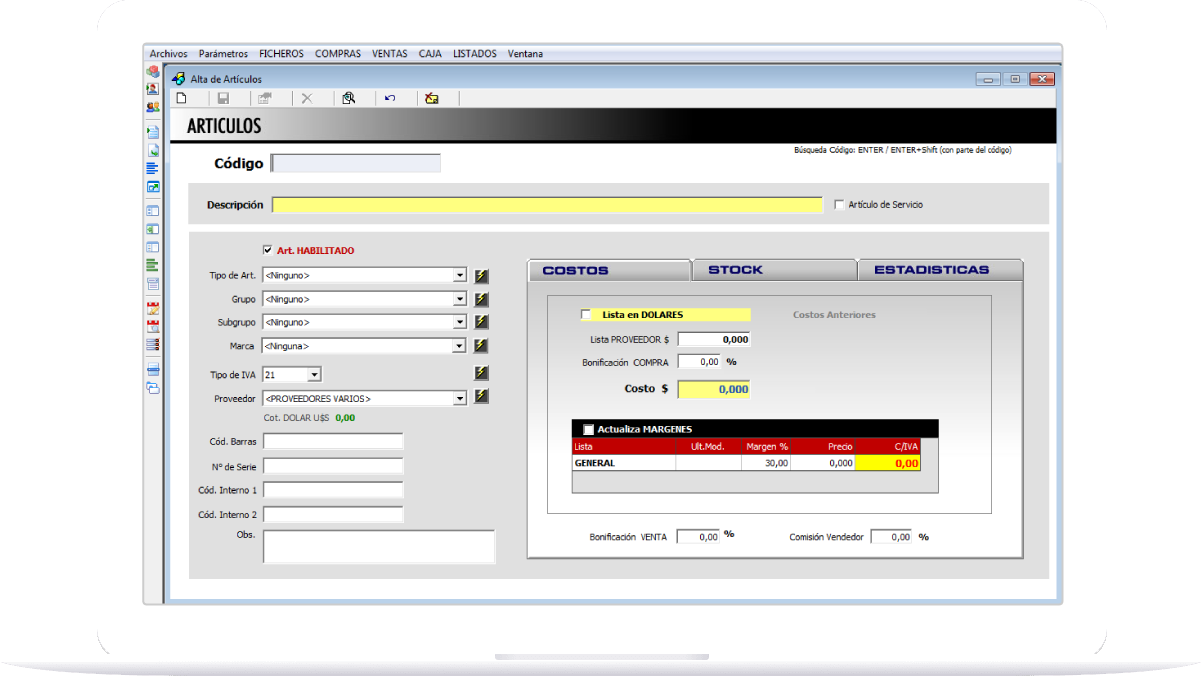 Archivos Parámetros FICHEROS COMPRAS VENTAS CAJA LISTADOS Ventana
Alta de Artículos
ARTICULOS
Búsqueda Código: ENTER / ENTER+Shift (con parte del código)
Código
Descripción
Artículo de Servicio
Art. HABILITADO
Tipo de Art. <Ninguno>
Grupo <Ninguno>
Subgrupo <Ninguno>
Marca <Ninguna>
Tipo de IVA 21
Proveedor <PROVEEDORES VARIOS>
Cot. DOLAR U$S 0,00
Cód. Barras
Nº de Serie
Cód. Interno 1
Cód. Interno 2
Obs.
COSTOS STOCK ESTADISTICAS
Lista en DOLARES Costos Anteriores
Lista PROVEEDOR $ 0,000
Bonificación COMPRA 0,00 %
Costo $ 0,000
Actualiza MARGENES
Lista Ult.Mod. Margen % Precio C/IVA
GENERAL 30,00 0,000 0,00
Bonificación VENTA 0,00 % Comisión Vendedor 0,00 %